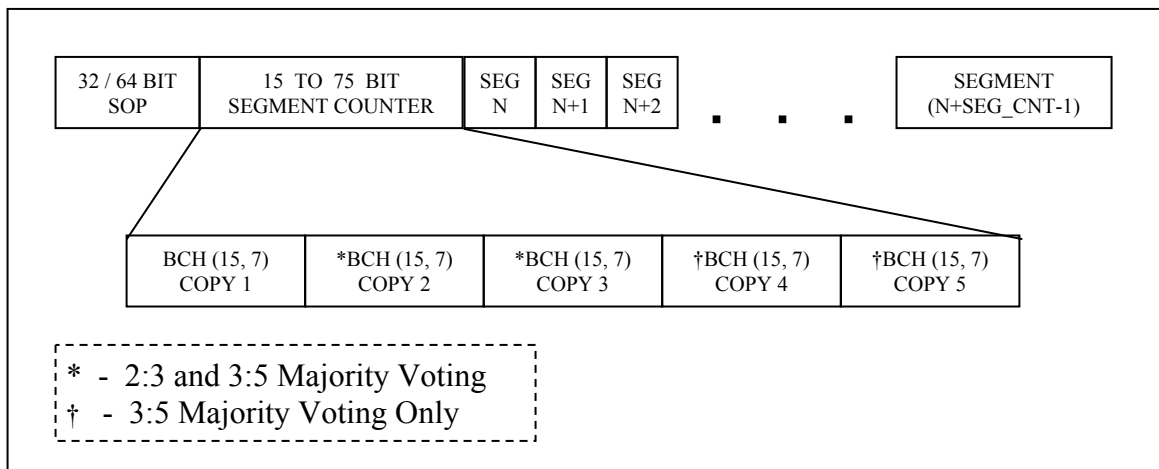 32 / 64 BIT
SOP
15 TO 75 BIT
SEGMENT COUNTER
SEG
N
SEG
N+1
SEG
N+2
. . .
SEGMENT
(N+SEG_CNT-1)
BCH (15, 7)
COPY 1
*BCH (15, 7)
COPY 2
*BCH (15, 7)
COPY 3
†BCH (15, 7)
COPY 4
†BCH (15, 7)
COPY 5
* - 2:3 and 3:5 Majority Voting
† - 3:5 Majority Voting Only